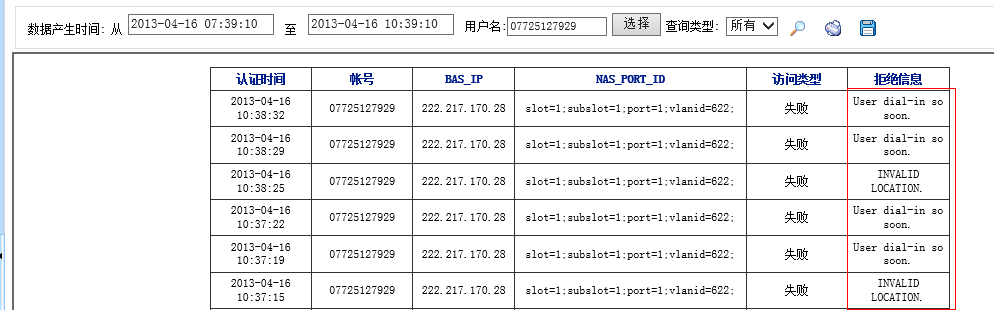 数据产生时间: 从 2013-04-16 07:39:10 至 2013-04-16 10:39:10 用户名: 07725127929 选择 查询类型: 所有
认证时间 帐号 BAS_IP NAS_PORT_ID 访问类型 拒绝信息
2013-04-16 10:38:32 07725127929 222.217.170.28 slot=1;subslot=1;port=1;vlanid=622; 失败 User dial-in so soon.
2013-04-16 10:38:29 07725127929 222.217.170.28 slot=1;subslot=1;port=1;vlanid=622; 失败 User dial-in so soon.
2013-04-16 10:38:25 07725127929 222.217.170.28 slot=1;subslot=1;port=1;vlanid=622; 失败 INVALID LOCATION.
2013-04-16 10:37:22 07725127929 222.217.170.28 slot=1;subslot=1;port=1;vlanid=622; 失败 User dial-in so soon.
2013-04-16 10:37:19 07725127929 222.217.170.28 slot=1;subslot=1;port=1;vlanid=622; 失败 User dial-in so soon.
2013-04-16 10:37:15 07725127929 222.217.170.28 slot=1;subslot=1;port=1;vlanid=622; 失败 INVALID LOCATION.